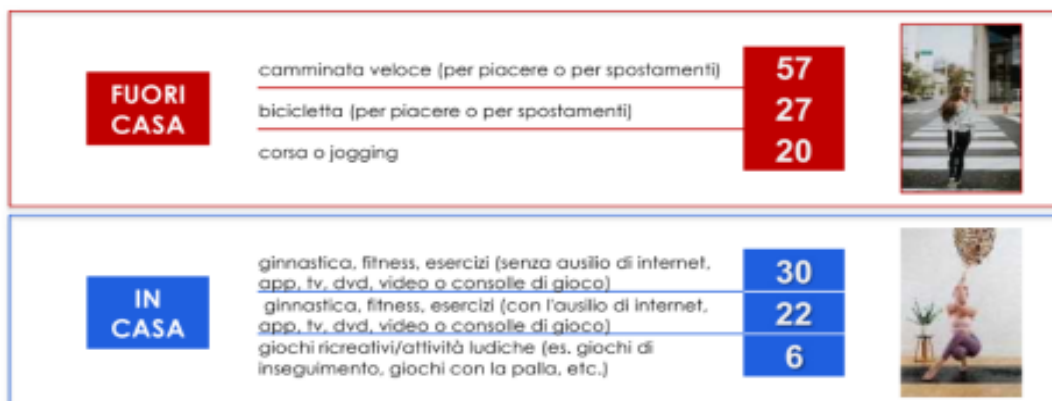 FUORI
CASA
camminata veloce (per piacere o per spostamenti)
57
bicicletta (per piacere o per spostamenti)
27
corsa o jogging
20
IN
CASA
ginnastica, fitness, esercizi (senza ausilio di internet,
app, tv, dvd, video o consolle di gioco)
30
ginnastica, fitness, esercizi (con l'ausilio di internet,
app, tv, dvd, video o consolle di gioco)
22
giochi ricreativi/attività ludiche (es. giochi di
inseguimento, giochi con la palla, etc.)
6